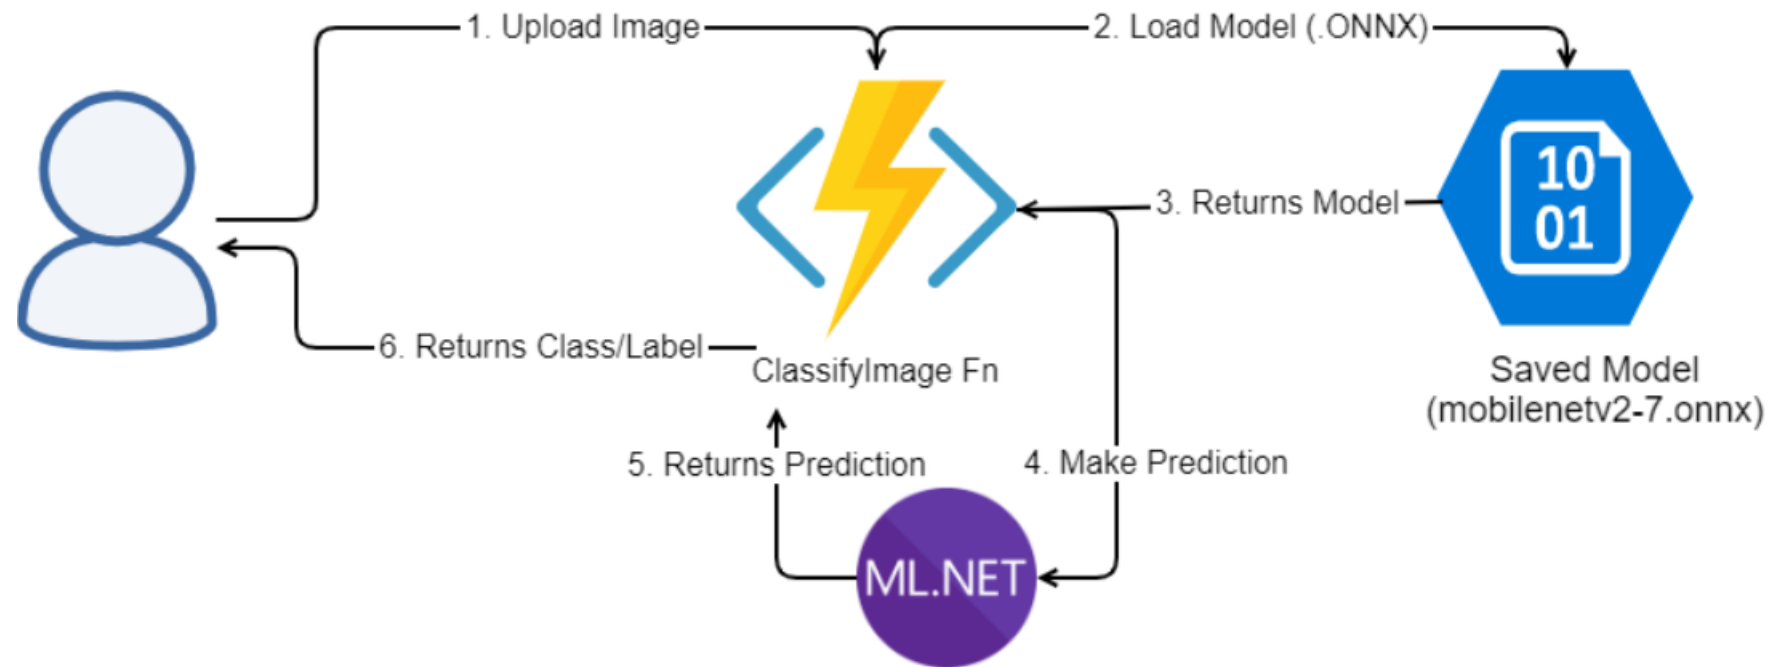 1. Upload Image
2. Load Model (.ONNX)
10
01
3. Returns Model
6. Returns Class/Label
ClassifyImage Fn
Saved Model
(mobilenetv2-7.onnx)
5. Returns Prediction
4. Make Prediction
ML.NET